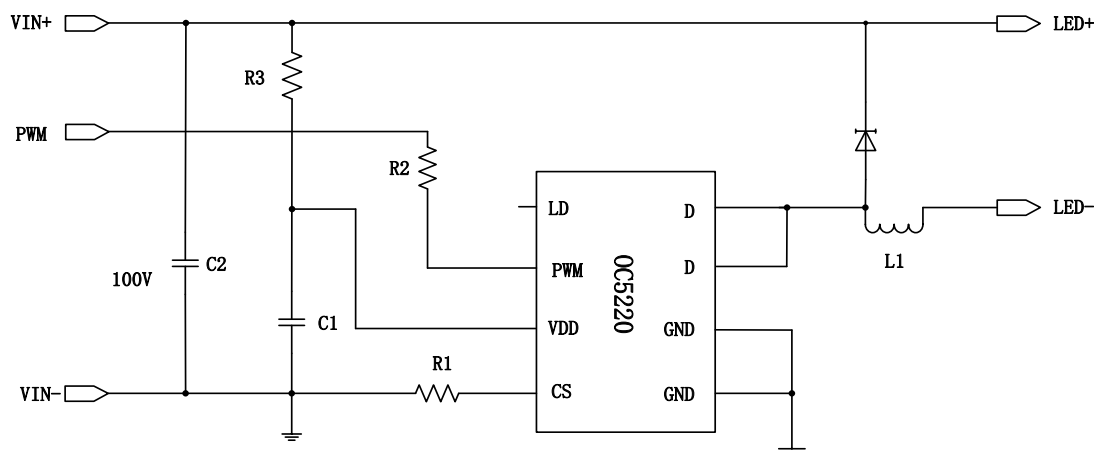 VIN+
LED+
R3
PWM
R2
LD
D
LED-
L1
PWM
D
OC5220
C2
100V
C1
VDD
GND
R1
VIN-
CS
GND